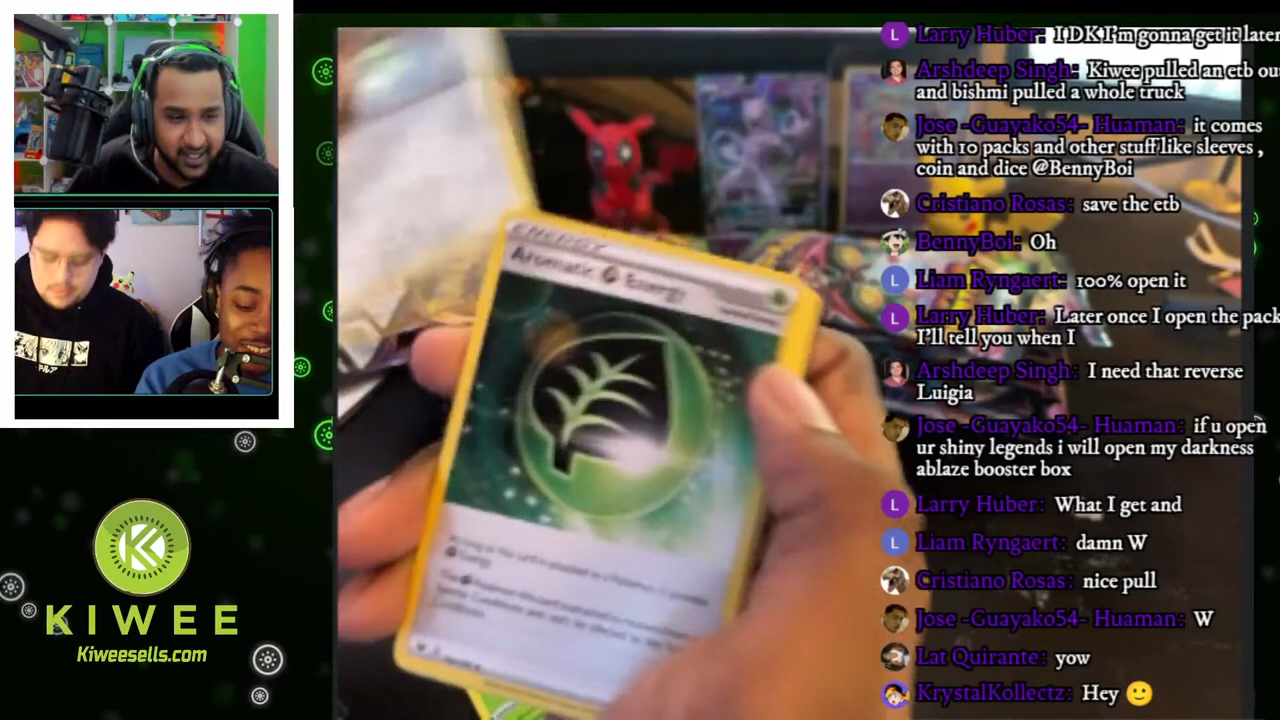 Larry Huber: I DK I'm gonna get it later
Arshdeep Singh: Kiwee pulled an etb ou
and bishmi pulled a whole truck
Jose -Guayako54- Huaman: it comes
with 10 packs and other stuff like sleeves ,
coin and dice @BennyBoi
Cristiano Rosas: save the etb
BennyBoi: Oh
Liam Ryngaert: 100% open it
Larry Huber: Later once I open the pack
I'll tell you when I
Arshdeep Singh: I need that reverse
Luigia
Jose -Guayako54- Huaman: if u open
ur shiny legends i will open my darkness
ablaze booster box
Larry Huber: What I get and
Liam Ryngaert: damn W
Cristiano Rosas: nice pull
Jose -Guayako54- Huaman: W
Lat Quirante: yow
KrystalKollectz: Hey
ENERGY
Aromatic Energy
K
KIWEE
Kiweesells.com